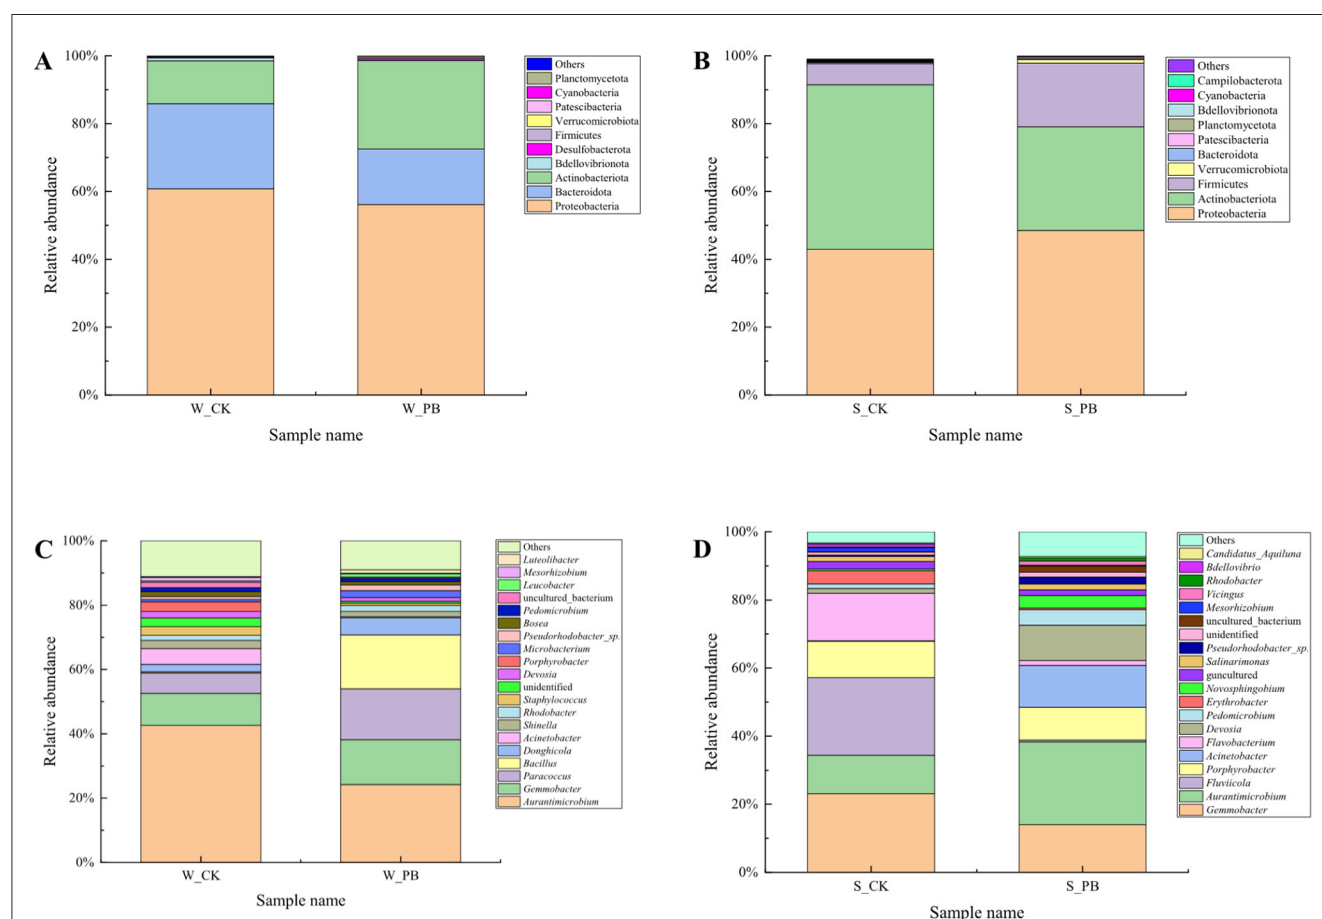 A
100%
80%
60%
40%
20%
0%
Relative abundance
W_CK
W_PB
Sample name
Others
Planctomycetota
Cyanobacteria
Patescibacteria
Verrucomicrobiota
Firmicutes
Desulfobacterota
Bdellovibrionota
Actinobacteriota
Bacteroidota
Proteobacteria
B
100%
80%
60%
40%
20%
0%
Relative abundance
S_CK
S_PB
Sample name
Others
Campilobacterota
Cyanobacteria
Bdellovibrionota
Planctomycetota
Patescibacteria
Bacteroidota
Verrucomicrobiota
Firmicutes
Actinobacteriota
Proteobacteria
C
100%
80%
60%
40%
20%
0%
Relative abundance
W_CK
W_PB
Sample name
Others
Luteolibacter
Mesorhizobium
Leucobacter
uncultured_bacterium
Pedomicrobium
Bosea
Pseudorhodobacter_sp.
Microbacterium
Porphyrobacter
Devosia
unidentified
Staphylococcus
Rhodobacter
Shinella
Acinetobacter
Donghicola
Bacillus
Paracoccus
Gemmobacter
Aurantimicrobium
D
100%
80%
60%
40%
20%
0%
Relative abundance
S_CK
S_PB
Sample name
Others
Candidatus_Aquiluna
Bdellovibrio
Rhodobacter
Vicingus
Mesorhizobium
uncultured_bacterium
unidentified
Pseudorhodobacter_sp.
Salinarimonas
guncultured
Novosphingobium
Erythrobacter
Pedomicrobium
Devosia
Flavobacterium
Acinetobacter
Porphyrobacter
Fluviicola
Aurantimicrobium
Gemmobacter